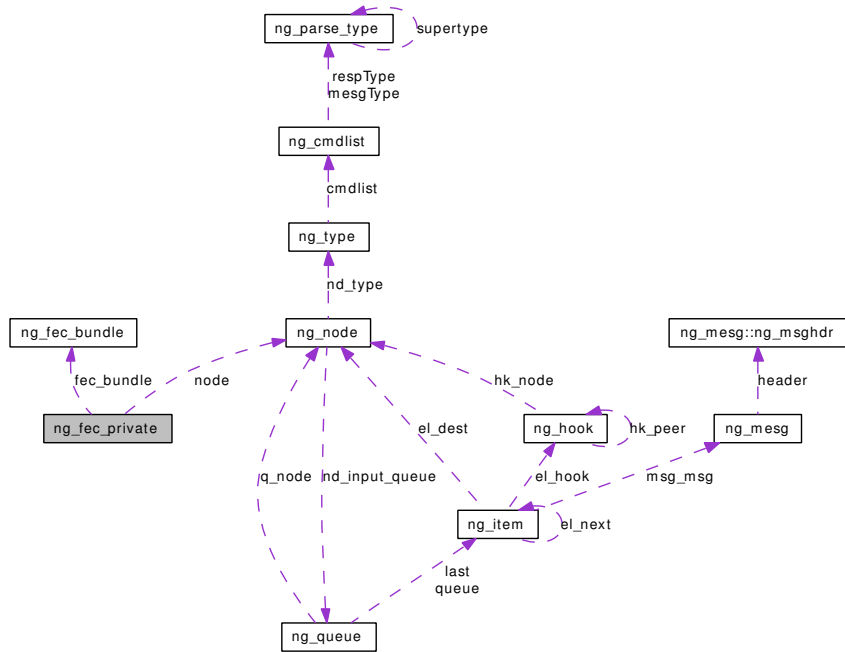 ng_parse_type
supertype
respType
mesgType
ng_cmdlist
cmdlist
ng_type
nd_type
ng_fec_bundle
ng_node
ng_mesg::ng_msghdr
fec_bundle
node
hk_node
header
ng_fec_private
el_dest
ng_hook
hk_peer
ng_mesg
q_node
nd_input_queue
el_hook
msg_msg
ng_item
el_next
last
queue
ng_queue